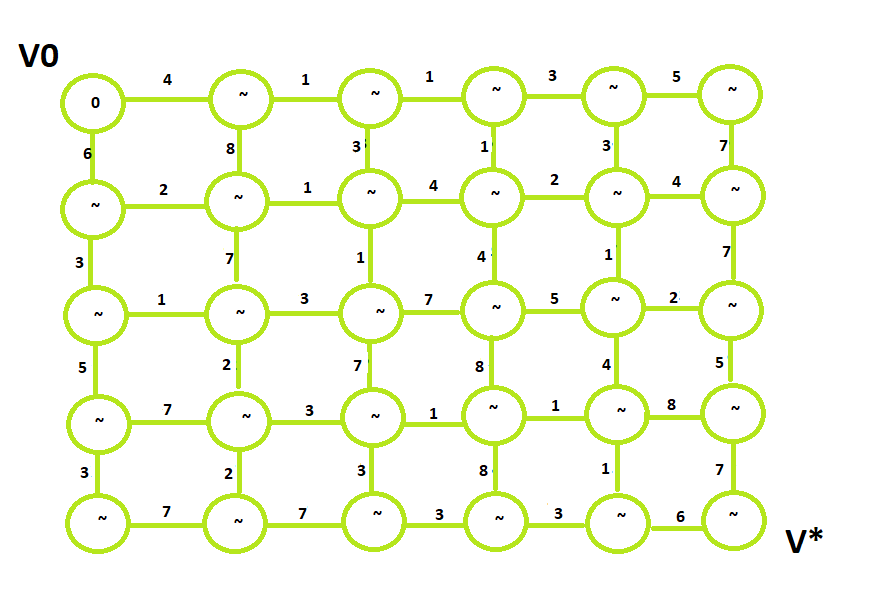 V0
4 1 1 3 5
0 ~ ~ ~ ~ ~
6 8 3 1 3 7
2 1 4 2 4
~ ~ ~ ~ ~ ~
3 7 1 4 1 7
1 3 7 5 2
~ ~ ~ ~ ~ ~
5 2 7 8 4 5
7 3 1 1 8
~ ~ ~ ~ ~ ~
3 2 3 8 1 7
7 7 3 3 6
~ ~ ~ ~ ~ ~
V*